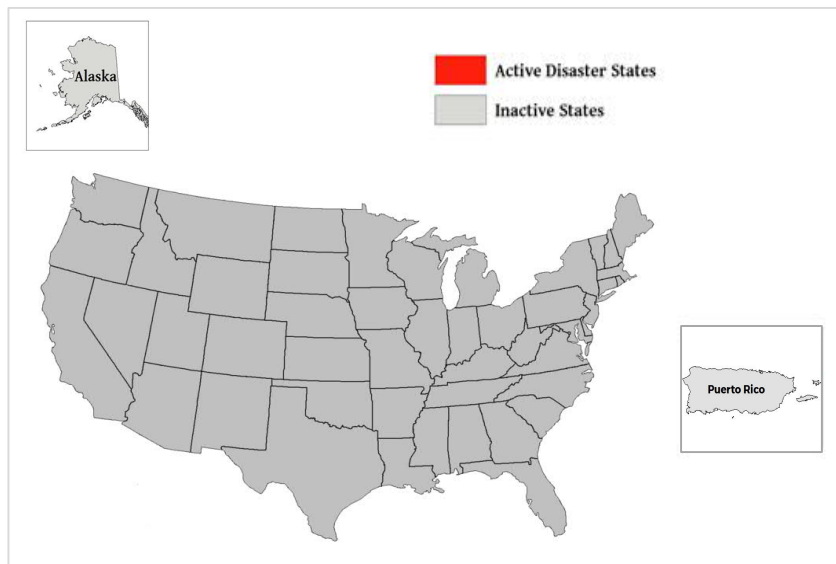 Alaska
Active Disaster States
Inactive States
Puerto Rico